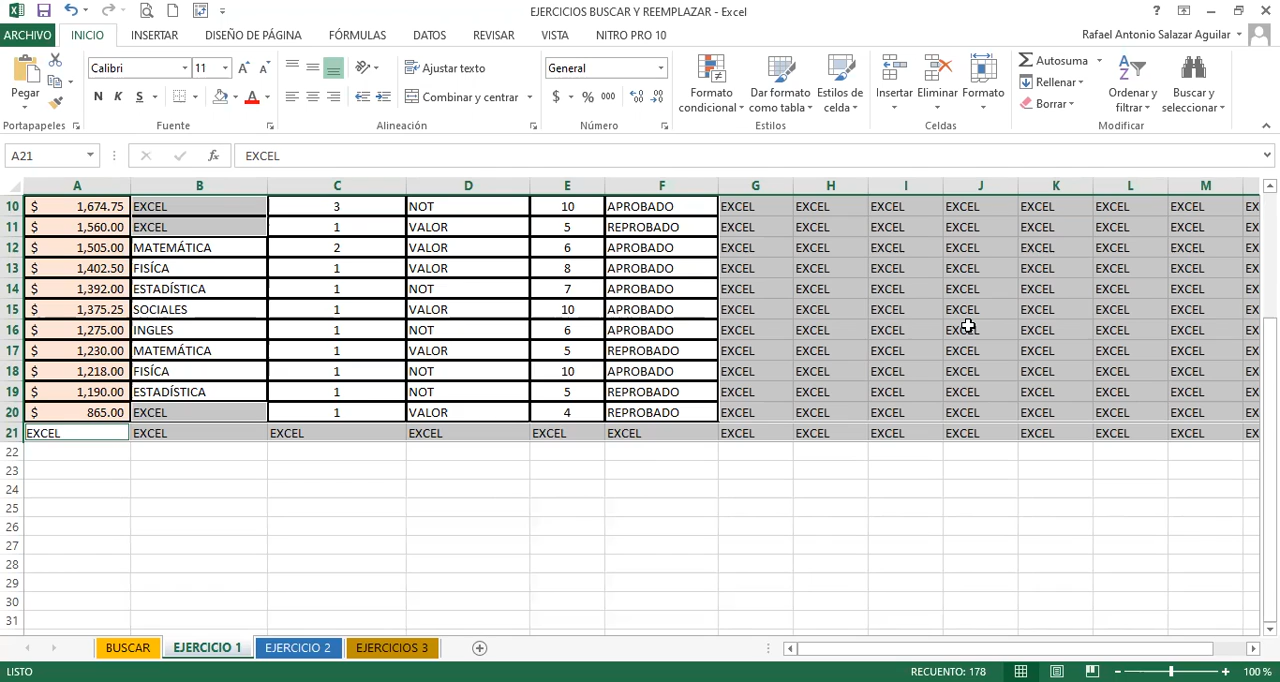 EJERCICIOS BUSCAR Y REEMPLAZAR - Excel
ARCHIVO INICIO INSERTAR DISEÑO DE PÁGINA FÓRMULAS DATOS REVISAR VISTA NITRO PRO 10 Rafael Antonio Salazar Aguilar
Pegar Calibri 11 Ajustar texto General Formato condicional Dar formato como tabla Estilos de celda Insertar Eliminar Formato Autosuma Rellenar Borrar Ordenar y filtrar Buscar y seleccionar
N K S A Combinar y centrar $ % 000
Portapapeles Fuente Alineación Número Estilos Celdas Modificar
A21 fx EXCEL
A B C D E F G H I J K L M
10 $ 1,674.75 EXCEL 3 NOT 10 APROBADO EXCEL EXCEL EXCEL EXCEL EXCEL EXCEL EXCEL EX
11 $ 1,560.00 EXCEL 1 VALOR 5 REPROBADO EXCEL EXCEL EXCEL EXCEL EXCEL EXCEL EXCEL EX
12 $ 1,505.00 MATEMÁTICA 2 VALOR 6 APROBADO EXCEL EXCEL EXCEL EXCEL EXCEL EXCEL EXCEL EX
13 $ 1,402.50 FISÍCA 1 VALOR 8 APROBADO EXCEL EXCEL EXCEL EXCEL EXCEL EXCEL EXCEL EX
14 $ 1,392.00 ESTADÍSTICA 1 NOT 7 APROBADO EXCEL EXCEL EXCEL EXCEL EXCEL EXCEL EXCEL EX
15 $ 1,375.25 SOCIALES 1 VALOR 10 APROBADO EXCEL EXCEL EXCEL EXCEL EXCEL EXCEL EXCEL EX
16 $ 1,275.00 INGLES 1 NOT 6 APROBADO EXCEL EXCEL EXCEL EXCEL EXCEL EXCEL EXCEL EX
17 $ 1,230.00 MATEMÁTICA 1 VALOR 5 REPROBADO EXCEL EXCEL EXCEL EXCEL EXCEL EXCEL EXCEL EX
18 $ 1,218.00 FISÍCA 1 NOT 10 APROBADO EXCEL EXCEL EXCEL EXCEL EXCEL EXCEL EXCEL EX
19 $ 1,190.00 ESTADÍSTICA 1 NOT 5 REPROBADO EXCEL EXCEL EXCEL EXCEL EXCEL EXCEL EXCEL EX
20 $ 865.00 EXCEL 1 VALOR 4 REPROBADO EXCEL EXCEL EXCEL EXCEL EXCEL EXCEL EXCEL EX
21 EXCEL EXCEL EXCEL EXCEL EXCEL EXCEL EXCEL EXCEL EXCEL EXCEL EXCEL EXCEL EXCEL EX
22
23
24
25
26
27
28
29
30
31
BUSCAR EJERCICIO 1 EJERCICIO 2 EJERCICIOS 3
LISTO RECUENTO: 178 100 %